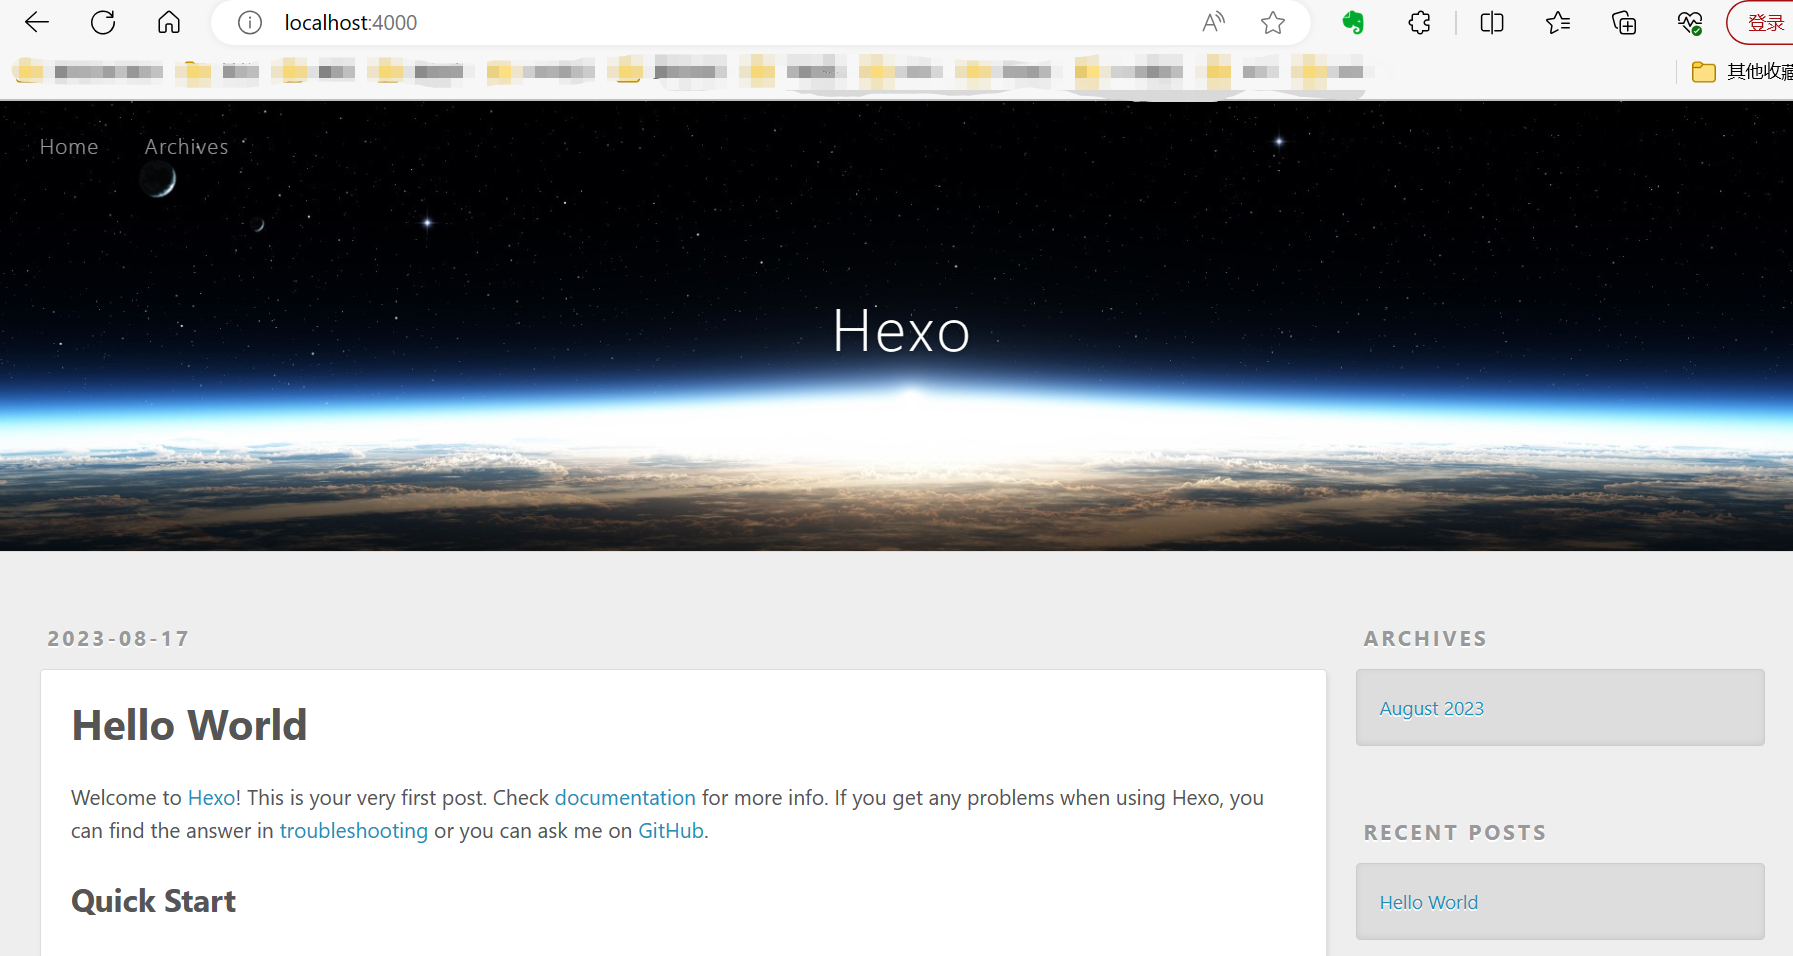 localhost:4000
登录
其他收藏
Home Archives
Hexo
2023-08-17
Hello World
Welcome to Hexo! This is your very first post. Check documentation for more info. If you get any problems when using Hexo, you
can find the answer in troubleshooting or you can ask me on GitHub.
Quick Start
ARCHIVES
August 2023
RECENT POSTS
Hello World